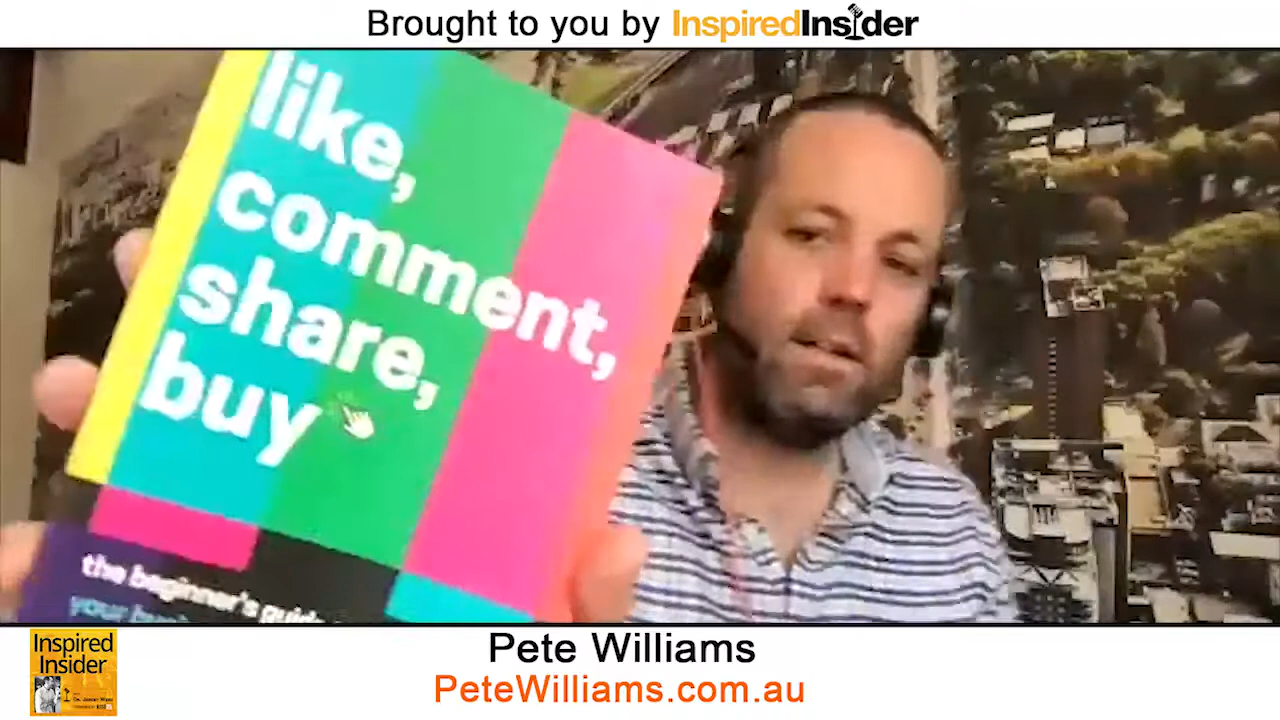 Brought to you by InspiredInsider
like,
comment,
share,
buy
the beginner's guide
Pete Williams
PeteWilliams.com.au
Inspired
Insider